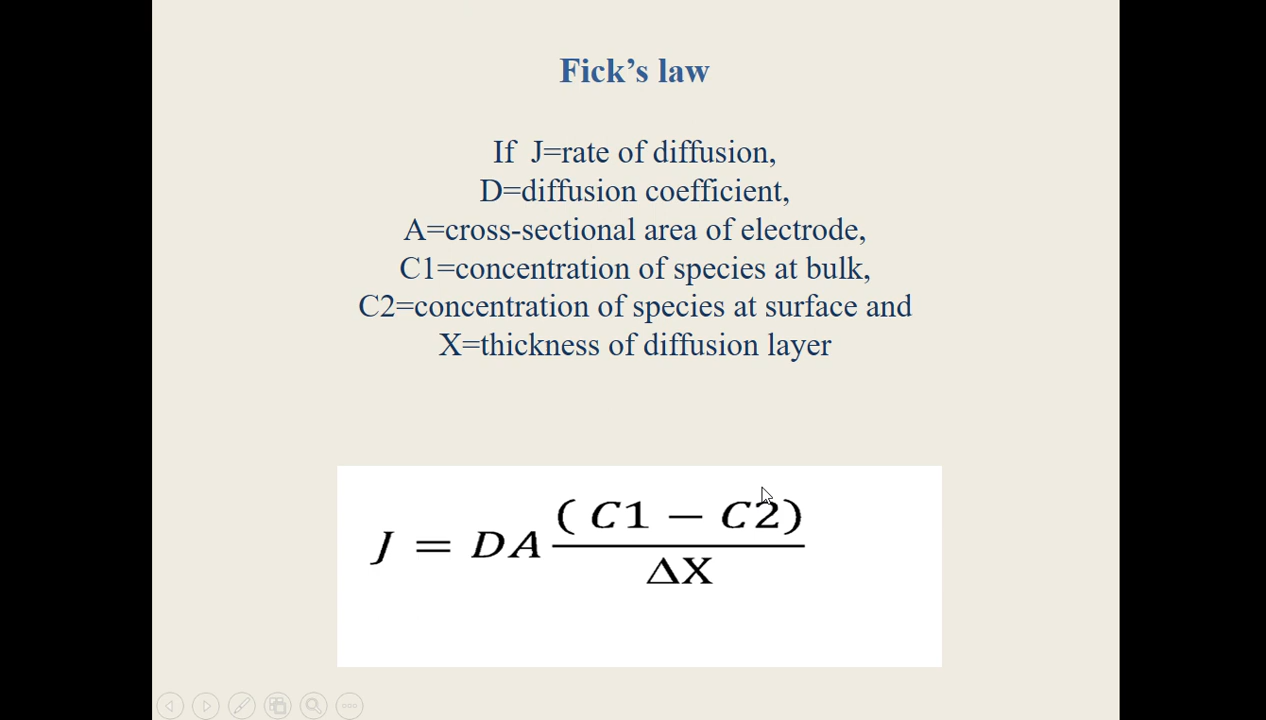 Fick’s law
If J=rate of diffusion,
D=diffusion coefficient,
A=cross-sectional area of electrode,
C1=concentration of species at bulk,
C2=concentration of species at surface and
X=thickness of diffusion layer
J = DA ( C1 − C2) / ΔX